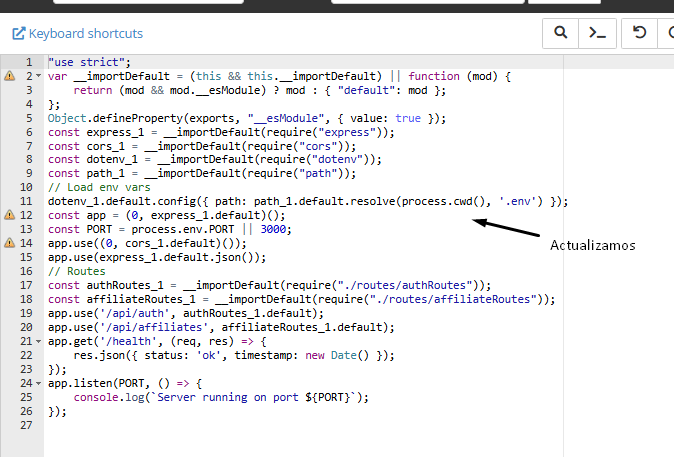 Keyboard shortcuts
1 "use strict";
2 var __importDefault = (this && this.__importDefault) || function (mod) {
3     return (mod && mod.__esModule) ? mod : { "default": mod };
4 };
5 Object.defineProperty(exports, "__esModule", { value: true });
6 const express_1 = __importDefault(require("express"));
7 const cors_1 = __importDefault(require("cors"));
8 const dotenv_1 = __importDefault(require("dotenv"));
9 const path_1 = __importDefault(require("path"));
10 // Load env vars
11 dotenv_1.default.config({ path: path_1.default.resolve(process.cwd(), '.env') });
12 const app = (0, express_1.default)();
13 const PORT = process.env.PORT || 3000;
Actualizamos
14 app.use((0, cors_1.default)());
15 app.use(express_1.default.json());
16 // Routes
17 const authRoutes_1 = __importDefault(require("./routes/authRoutes"));
18 const affiliateRoutes_1 = __importDefault(require("./routes/affiliateRoutes"));
19 app.use('/api/auth', authRoutes_1.default);
20 app.use('/api/affiliates', affiliateRoutes_1.default);
21 app.get('/health', (req, res) => {
22     res.json({ status: 'ok', timestamp: new Date() });
23 });
24 app.listen(PORT, () => {
25     console.log(`Server running on port ${PORT}`);
26 });
27